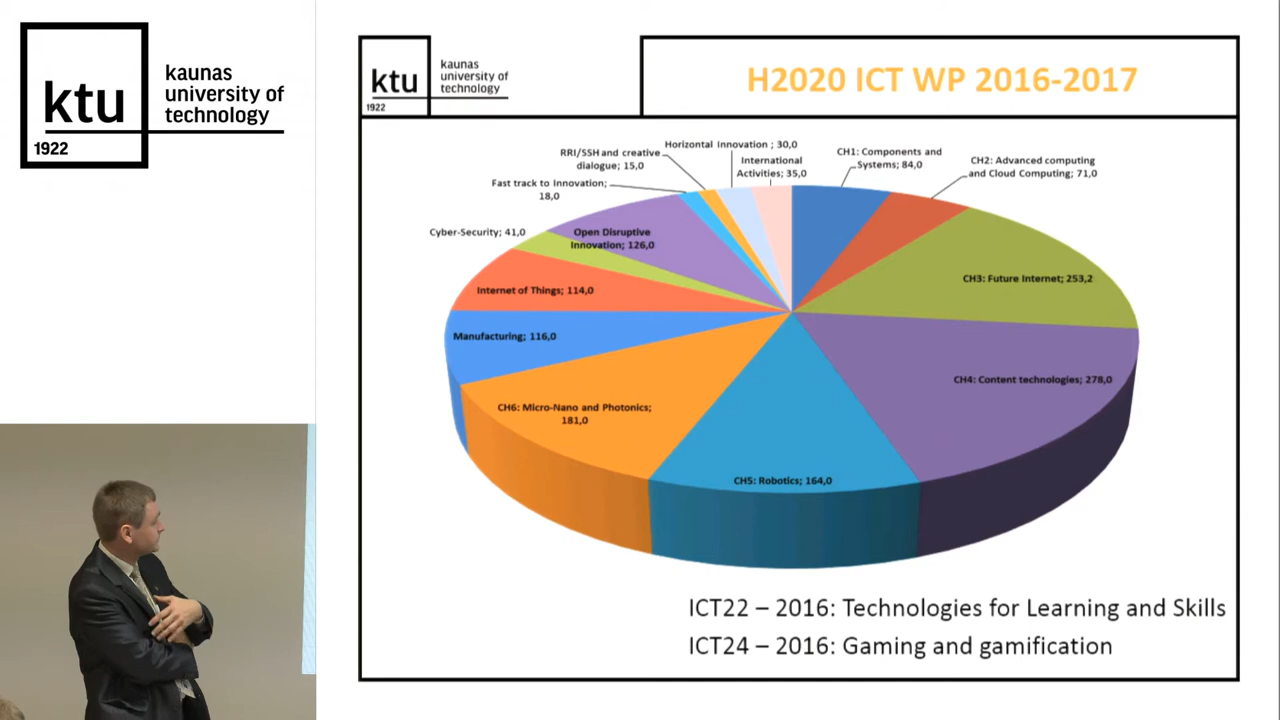 ktu
kaunas
university of
technology
1922
ktu
kaunas
university of
technology
1922
H2020 ICT WP 2016-2017
Horizontal Innovation ; 30,0
RRI/SSH and creative
dialogue; 15,0
International
Activities; 35,0
CH1: Components and
Systems; 84,0
CH2: Advanced computing
and Cloud Computing; 71,0
Fast track to Innovation;
18,0
Cyber-Security; 41,0
Open Disruptive
Innovation; 126,0
CH3: Future Internet; 253,2
Internet of Things; 114,0
Manufacturing; 116,0
CH4: Content technologies; 278,0
CH6: Micro-Nano and Photonics;
181,0
CH5: Robotics; 164,0
ICT22 – 2016: Technologies for Learning and Skills
ICT24 – 2016: Gaming and gamification